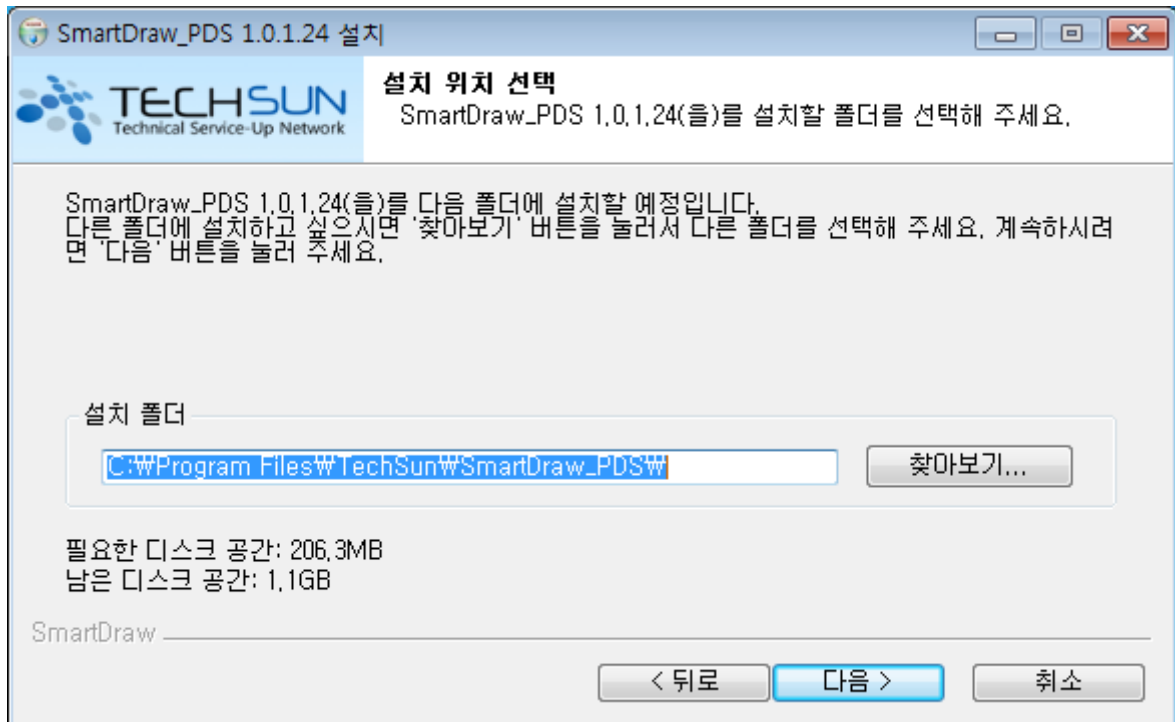 SmartDraw_PDS 1.0.1.24 설치
TECHSUN
Technical Service-Up Network
설치 위치 선택
SmartDraw_PDS 1.0.1.24(을)를 설치할 폴더를 선택해 주세요.
SmartDraw_PDS 1.0.1.24(을)를 다음 폴더에 설치할 예정입니다.
다른 폴더에 설치하고 싶으시면 '찾아보기' 버튼을 눌러서 다른 폴더를 선택해 주세요. 계속하시려
면 '다음' 버튼을 눌러 주세요.
설치 폴더
C:₩Program Files₩TechSun₩SmartDraw_PDS₩
찾아보기...
필요한 디스크 공간: 206.3MB
남은 디스크 공간: 1.1GB
SmartDraw
< 뒤로
다음 >
취소